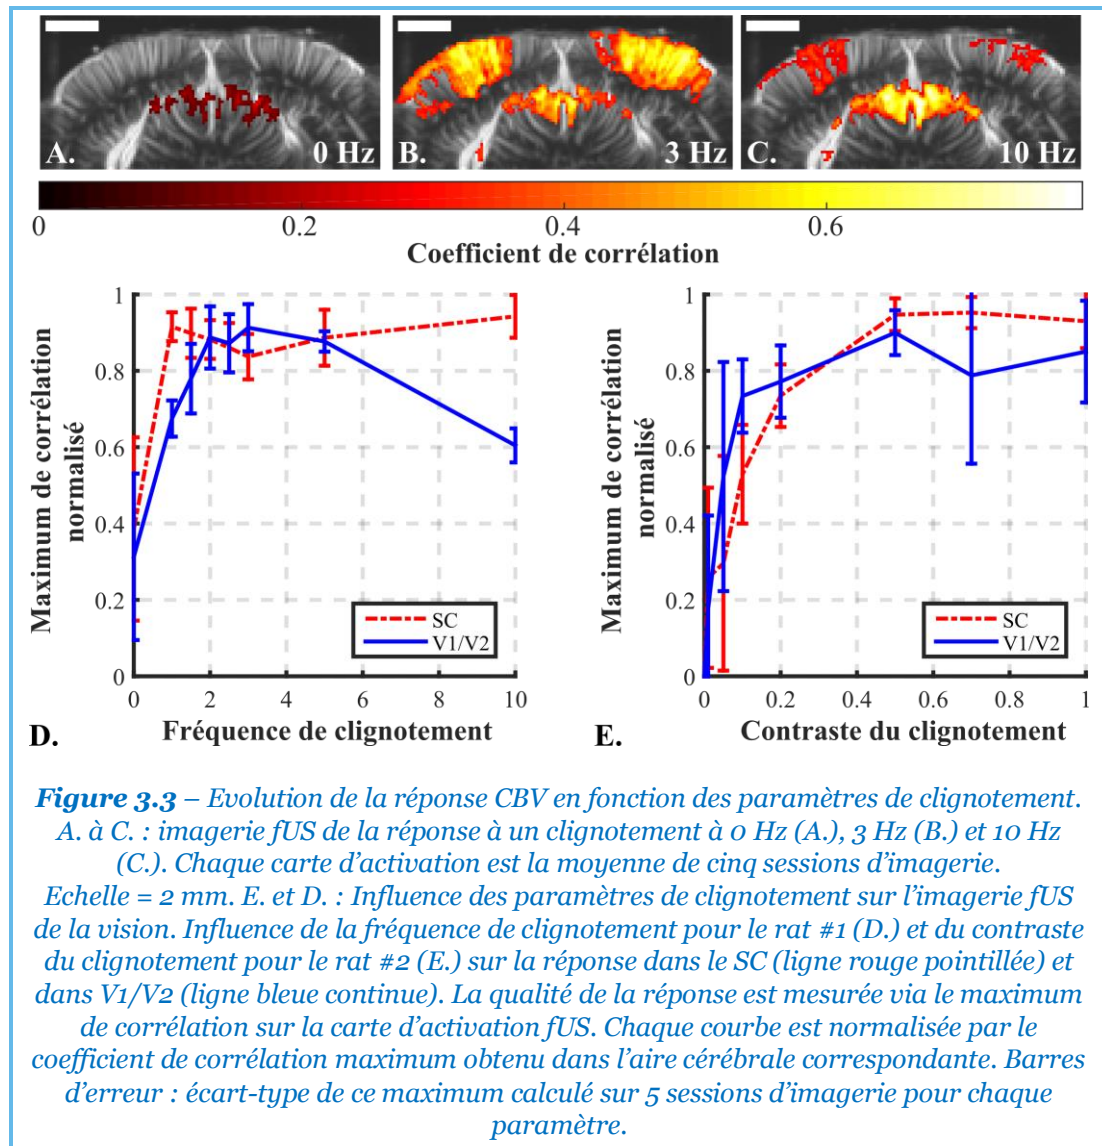 A. 0 Hz B. 3 Hz C. 10 Hz
0 0.2 0.4 0.6
Coefficient de corrélation
Maximum de corrélation
normalisé
1
0.8
0.6
0.4
0.2
0
SC
V1/V2
0 2 4 6 8 10
D. Fréquence de clignotement
Maximum de corrélation
normalisé
1
0.8
0.6
0.4
0.2
0
SC
V1/V2
0 0.2 0.4 0.6 0.8 1
E. Contraste du clignotement
Figure 3.3 – Evolution de la réponse CBV en fonction des paramètres de clignotement.
A. à C. : imagerie fUS de la réponse à un clignotement à 0 Hz (A.), 3 Hz (B.) et 10 Hz
(C.). Chaque carte d'activation est la moyenne de cinq sessions d'imagerie.
Echelle = 2 mm. E. et D. : Influence des paramètres de clignotement sur l'imagerie fUS
de la vision. Influence de la fréquence de clignotement pour le rat #1 (D.) et du contraste
du clignotement pour le rat #2 (E.) sur la réponse dans le SC (ligne rouge pointillée) et
dans V1/V2 (ligne bleue continue). La qualité de la réponse est mesurée via le maximum
de corrélation sur la carte d'activation fUS. Chaque courbe est normalisée par le
coefficient de corrélation maximum obtenu dans l'aire cérébrale correspondante. Barres
d'erreur : écart-type de ce maximum calculé sur 5 sessions d'imagerie pour chaque
paramètre.